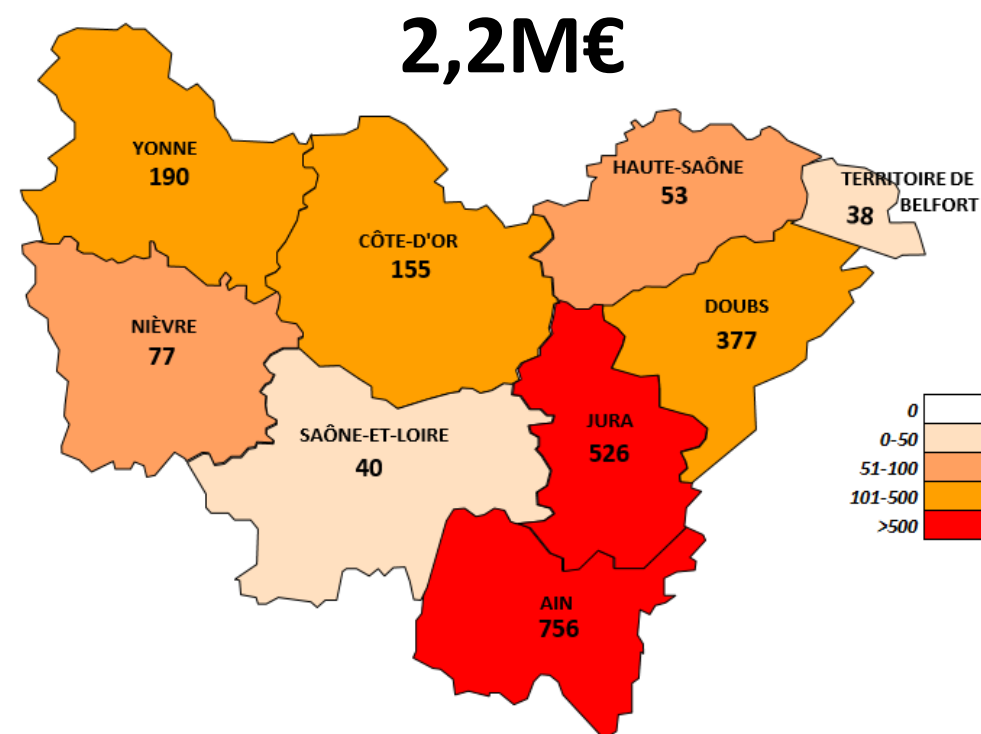 2,2M€
YONNE
190
HAUTE-SAÔNE
53
TERRITOIRE DE
BELFORT
38
CÔTE-D'OR
155
NIÈVRE
77
DOUBS
377
SAÔNE-ET-LOIRE
40
JURA
526
AIN
756
0
0-50
51-100
101-500
>500